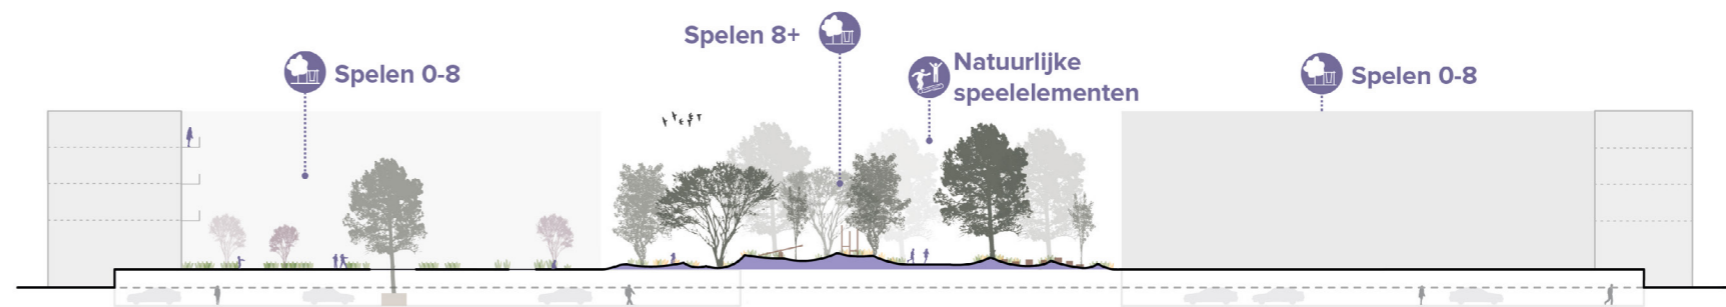 Spelen 8+
Natuurlijke
speelelementen
Spelen 0-8
Spelen 0-8